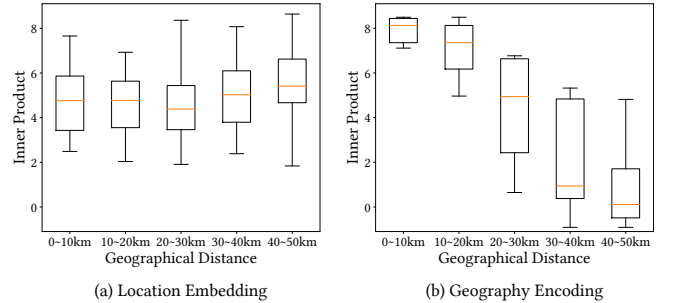 8
6
4
2
0
Inner Product
0~10km 10~20km 20~30km 30~40km 40~50km
Geographical Distance
(a) Location Embedding
8
6
4
2
0
Inner Product
0~10km 10~20km 20~30km 30~40km 40~50km
Geographical Distance
(b) Geography Encoding